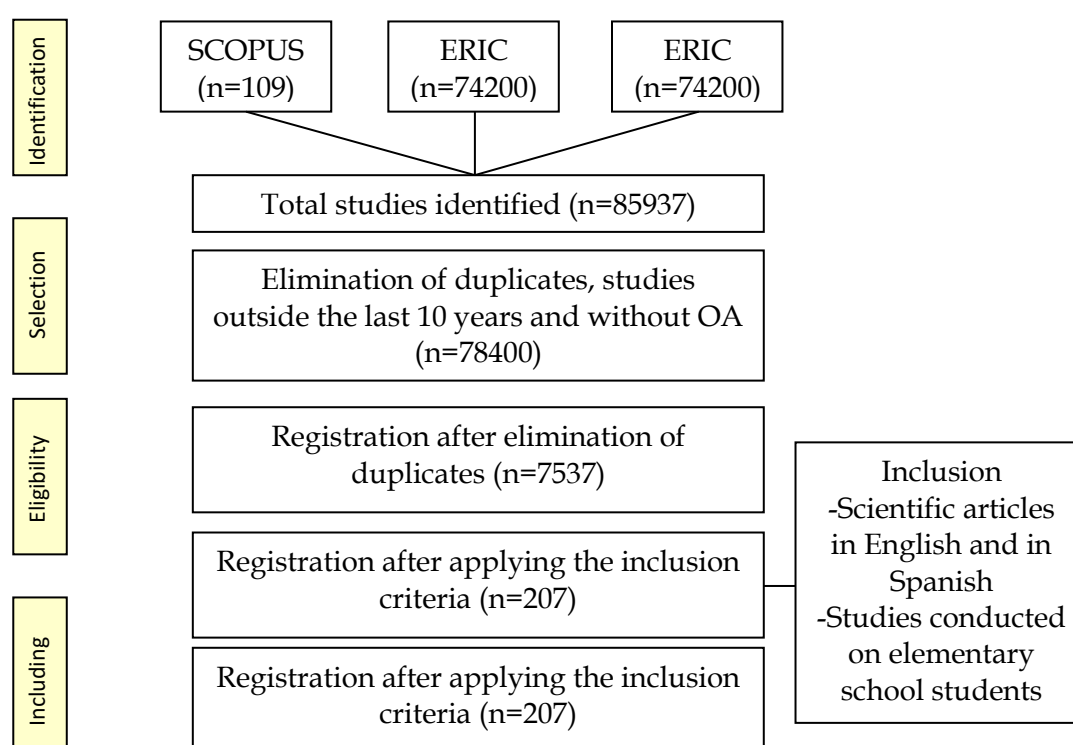 Identification
SCOPUS
(n=109)
ERIC
(n=74200)
ERIC
(n=74200)
Total studies identified (n=85937)
Selection
Elimination of duplicates, studies
outside the last 10 years and without OA
(n=78400)
Eligibility
Registration after elimination of
duplicates (n=7537)
Registration after applying the inclusion
criteria (n=207)
Inclusion
-Scientific articles
in English and in
Spanish
-Studies conducted
on elementary
school students
Including
Registration after applying the inclusion
criteria (n=207)